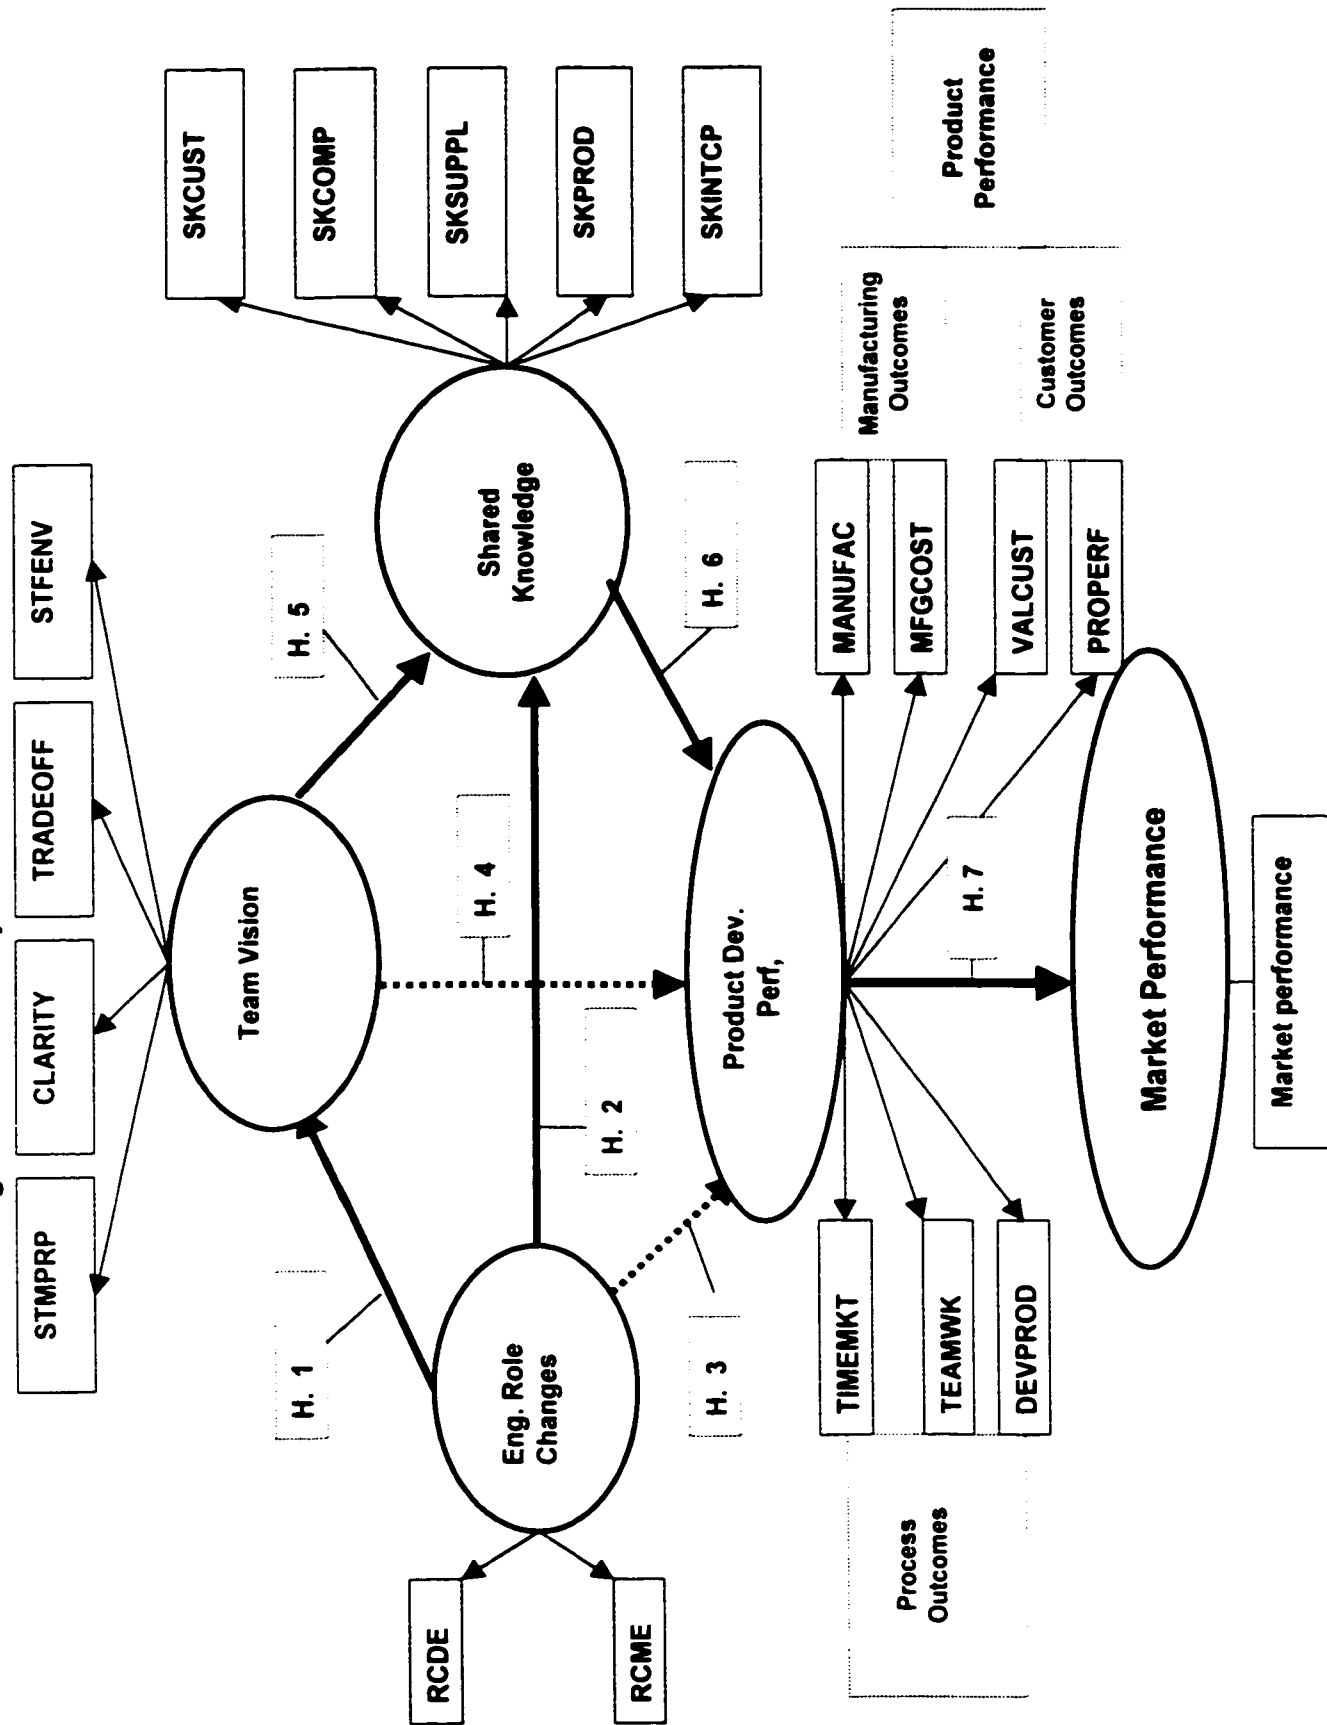 STMPRP
CLARITY
TRADEOFF
STFENV
H. 1
Team Vision
H. 5
SKCUST
SKCOMP
SKSUPPL
SKPROD
SKINTCP
RCDE
RCME
Eng. Role
Changes
H. 2
H. 4
Shared
Knowledge
H. 3
H. 6
Product Dev.
Perf,
TIMEMKT
TEAMWK
DEVPROD
Process
Outcomes
MANUFAC
MFGCOST
VALCUST
PROPERF
Manufacturing
Outcomes
Customer
Outcomes
Product
Performance
H. 7
Market Performance
Market performance